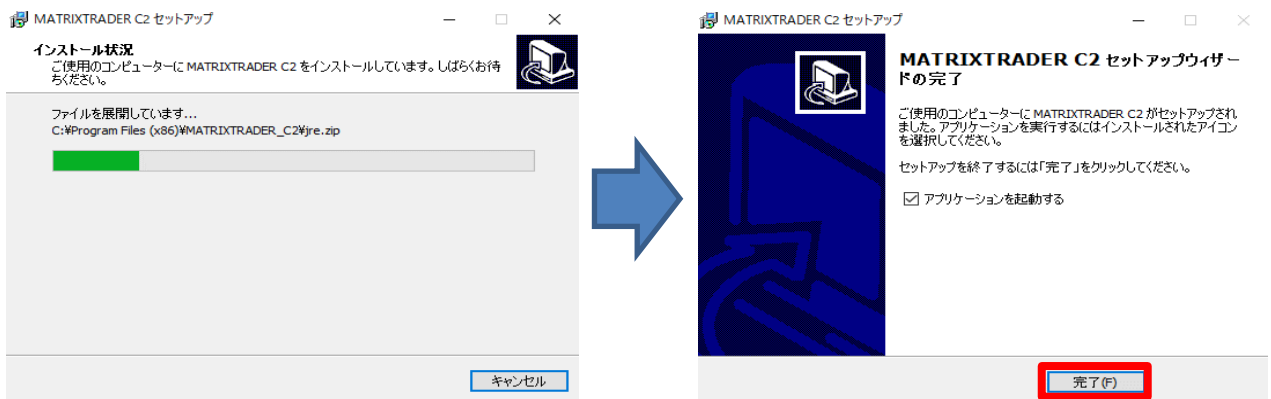 MATRIXTRADER C2 セットアップ
インストール状況
ご使用のコンピューターに MATRIXTRADER C2 をインストールしています。しばらくお待
ちください。
ファイルを展開しています...
C:¥Program Files (x86)¥MATRIXTRADER_C2¥jre.zip
キャンセル
MATRIXTRADER C2 セットアップ
MATRIXTRADER C2 セットアップウィザー
ドの完了
ご使用のコンピューターに MATRIXTRADER C2 がセットアップされ
ました。アプリケーションを実行するにはインストールされたアイコン
を選択してください。
セットアップを終了するには「完了」をクリックしてください。
アプリケーションを起動する
完了(F)